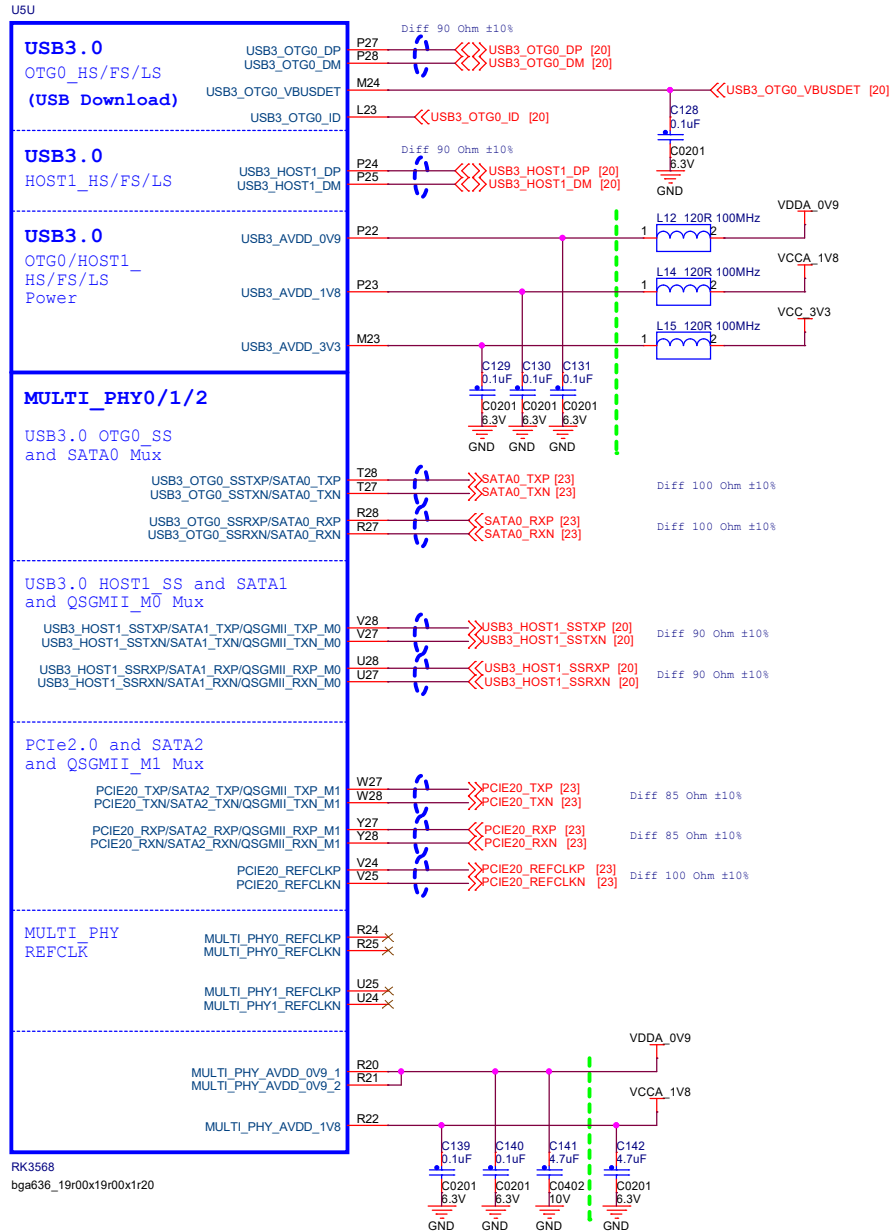 U5U
USB3.0
OTG0_HS/FS/LS
(USB Download)
USB3_OTG0_DP P27 Diff 90 Ohm ±10% USB3_OTG0_DP [20]
USB3_OTG0_DM P28 USB3_OTG0_DM [20]
USB3_OTG0_VBUSDET M24 USB3_OTG0_VBUSDET [20]
USB3_OTG0_ID L23 USB3_OTG0_ID [20]
C128
0.1uF
C0201
6.3V
GND
USB3.0
HOST1_HS/FS/LS
Diff 90 Ohm ±10%
USB3_HOST1_DP P24 USB3_HOST1_DP [20]
USB3_HOST1_DM P25 USB3_HOST1_DM [20]
USB3.0
OTG0/HOST1_
HS/FS/LS
Power
USB3_AVDD_0V9 P22 1 L12 120R 100MHz 2 VDDA_0V9
USB3_AVDD_1V8 P23 1 L14 120R 100MHz 2 VCCA_1V8
USB3_AVDD_3V3 M23 1 L15 120R 100MHz 2 VCC_3V3
C129 C130 C131
0.1uF 0.1uF 0.1uF
C0201 C0201 C0201
6.3V 6.3V 6.3V
GND GND GND
MULTI_PHY0/1/2
USB3.0 OTG0_SS
and SATA0 Mux
USB3_OTG0_SSTXP/SATA0_TXP T28 SATA0_TXP [23]
USB3_OTG0_SSTXN/SATA0_TXN T27 SATA0_TXN [23] Diff 100 Ohm ±10%
USB3_OTG0_SSRXP/SATA0_RXP R28 SATA0_RXP [23]
USB3_OTG0_SSRXN/SATA0_RXN R27 SATA0_RXN [23] Diff 100 Ohm ±10%
USB3.0 HOST1_SS and SATA1
and QSGMII_M0 Mux
USB3_HOST1_SSTXP/SATA1_TXP/QSGMII_TXP_M0 V28 USB3_HOST1_SSTXP [20]
USB3_HOST1_SSTXN/SATA1_TXN/QSGMII_TXN_M0 V27 USB3_HOST1_SSTXN [20] Diff 90 Ohm ±10%
USB3_HOST1_SSRXP/SATA1_RXP/QSGMII_RXP_M0 U28 USB3_HOST1_SSRXP [20]
USB3_HOST1_SSRXN/SATA1_RXN/QSGMII_RXN_M0 U27 USB3_HOST1_SSRXN [20] Diff 90 Ohm ±10%
PCIe2.0 and SATA2
and QSGMII_M1 Mux
PCIE20_TXP/SATA2_TXP/QSGMII_TXP_M1 W27 PCIE20_TXP [23]
PCIE20_TXN/SATA2_TXN/QSGMII_TXN_M1 W28 PCIE20_TXN [23] Diff 85 Ohm ±10%
PCIE20_RXP/SATA2_RXP/QSGMII_RXP_M1 Y27 PCIE20_RXP [23]
PCIE20_RXN/SATA2_RXN/QSGMII_RXN_M1 Y28 PCIE20_RXN [23] Diff 85 Ohm ±10%
PCIE20_REFCLKP V24 PCIE20_REFCLKP [23]
PCIE20_REFCLKN V25 PCIE20_REFCLKN [23] Diff 100 Ohm ±10%
MULTI_PHY
REFCLK
MULTI_PHY0_REFCLKP R24
MULTI_PHY0_REFCLKN R25
MULTI_PHY1_REFCLKP U25
MULTI_PHY1_REFCLKN U24
VDDA_0V9
MULTI_PHY_AVDD_0V9_1 R20
MULTI_PHY_AVDD_0V9_2 R21
VCCA_1V8
MULTI_PHY_AVDD_1V8 R22
C139 C140 C141 C142
0.1uF 0.1uF 4.7uF 4.7uF
C0201 C0201 C0402 C0201
6.3V 6.3V 10V 6.3V
GND GND GND GND
RK3568
bga636_19r00x19r00x1r20